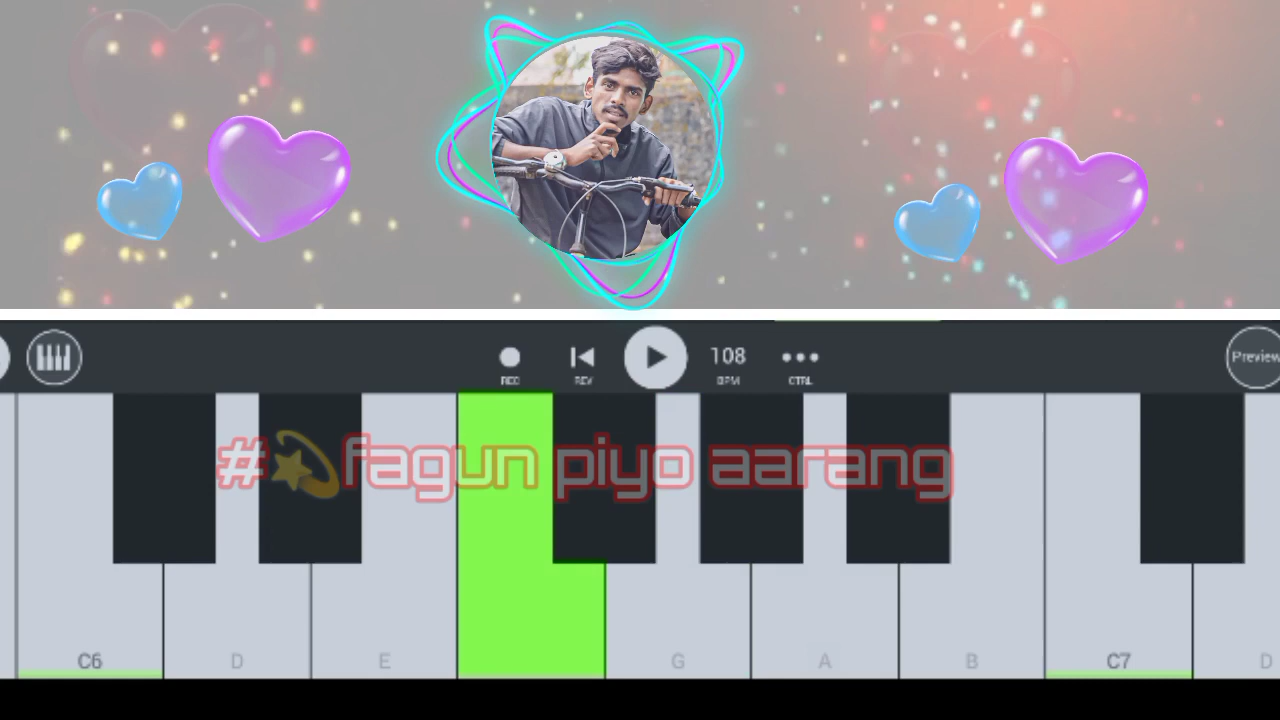 108
Preview
REC
REV
BPM
CTRL
#💫fagun piyo aarang
C6
D
E
G
A
B
C7
D